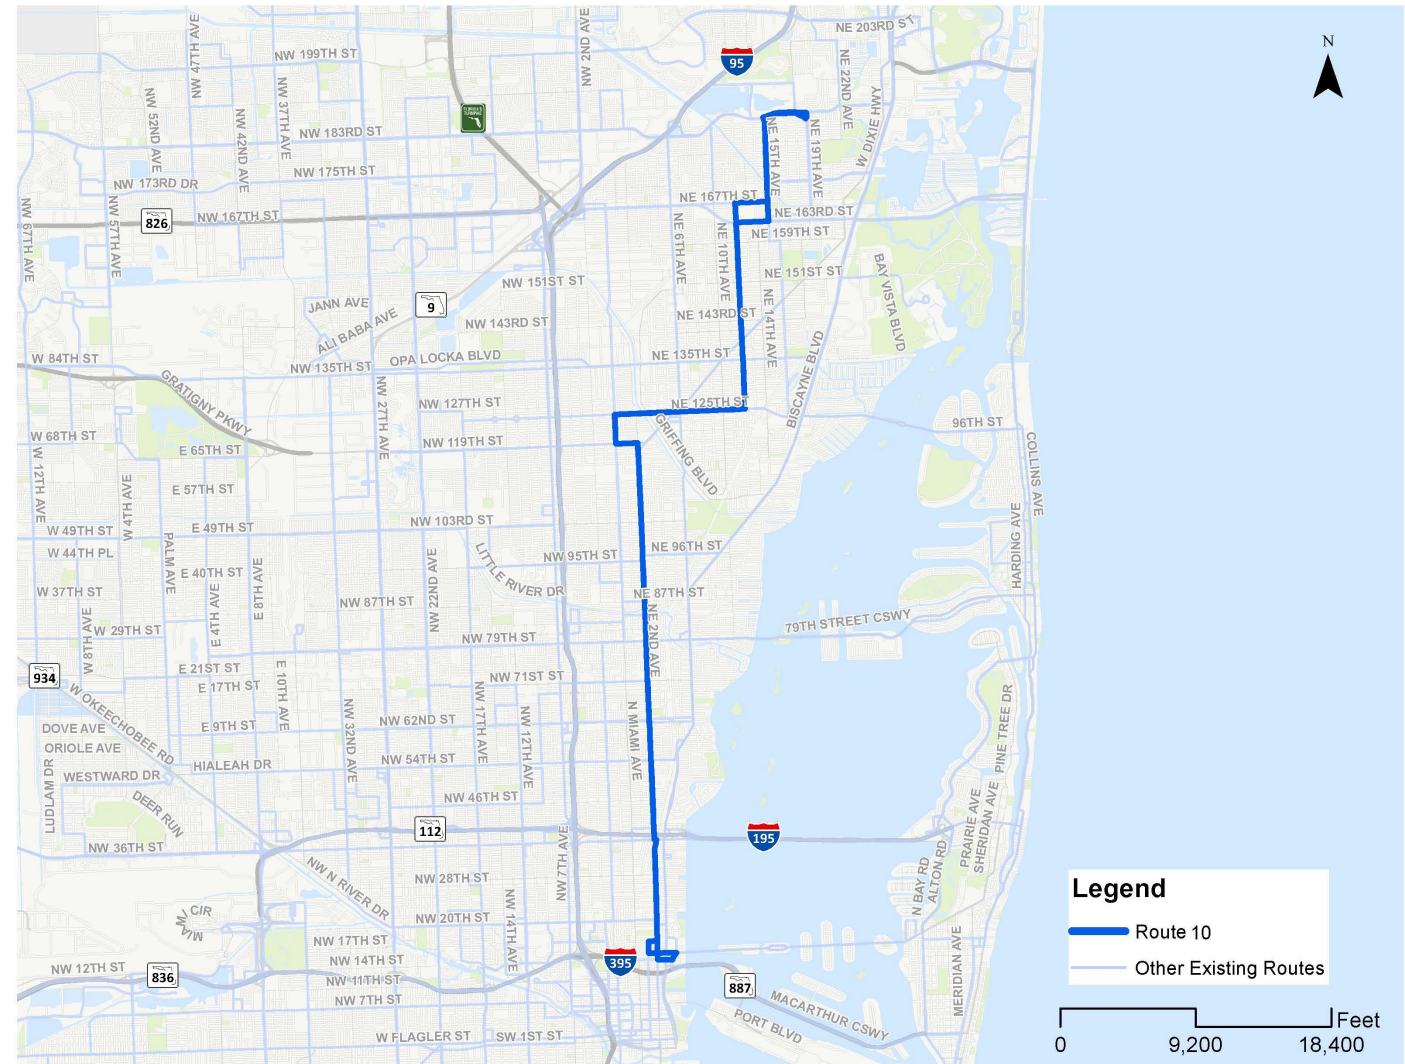 NE 203RD ST
N
NW 47TH AVE
NW 2ND AVE
NW 199TH ST
95
NE 22ND AVE
W DIXIE HWY
NW 52ND AVE
NW 42ND AVE
NW 37TH AVE
NW 183RD ST
NE 15TH AVE
NE 19TH AVE
NW 175TH ST
NW 173RD DR
NE 167TH ST
NW 67TH AVE
NW 57TH AVE
826
NW 167TH ST
NE 163RD ST
NE 6TH AVE
NE 10TH AVE
NE 159TH ST
NE 151ST ST
BAY VISTA BLVD
NW 151ST ST
JANN AVE
9
NE 14TH AVE
ALI BABA AVE
NW 143RD ST
NE 143RD ST
W 84TH ST
NW 135TH ST
OPA LOCKA BLVD
NE 135TH ST
BISCAYNE BLVD
GRATIGNY PKWY
NW 27TH AVE
NW 127TH ST
NE 125TH ST
96TH ST
W 68TH ST
E 65TH ST
NW 119TH ST
GRIFFING BLVD
COLLINS AVE
W 12TH AVE
E 57TH ST
W 4TH AVE
HARDING AVE
W 49TH ST
E 49TH ST
NW 103RD ST
W 44TH PL
PALM AVE
NW 95TH ST
NE 96TH ST
LITTLE RIVER DR
NW 22ND AVE
E 40TH ST
E 8TH AVE
W 37TH ST
E 4TH AVE
NW 87TH ST
NE 87TH ST
W 8TH AVE
W 29TH ST
NW 79TH ST
NE 2ND AVE
79TH STREET CSWY
934
E 21ST ST
E 17TH ST
E 10TH AVE
NW 71ST ST
W OKEECHOBEE RD
NW 32ND AVE
NW 17TH AVE
NW 12TH AVE
N MIAMI AVE
PINE TREE DR
DOVE AVE
E 9TH ST
NW 62ND ST
ORIOLE AVE
HIALEAH DR
NW 54TH ST
LUDLAM DR
WESTWARD DR
DEER RUN
NW 46TH ST
PRAIRIE AVE
SHERIDAN AVE
112
195
NW 36TH ST
NW 7TH AVE
N BAY RD
ALTON RD
NW N RIVER DR
NW 28TH ST
Legend
MIA CIR
NW 20TH ST
NW 14TH AVE
Route 10
NW 17TH ST
NW 14TH ST
395
MERIDIAN AVE
Other Existing Routes
NW 12TH ST
836
NW 11TH ST
887
NW 7TH ST
MACARTHUR CSWY
PORT BLVD
W FLAGLER ST
SW 1ST ST
Feet
0
9,200
18,400